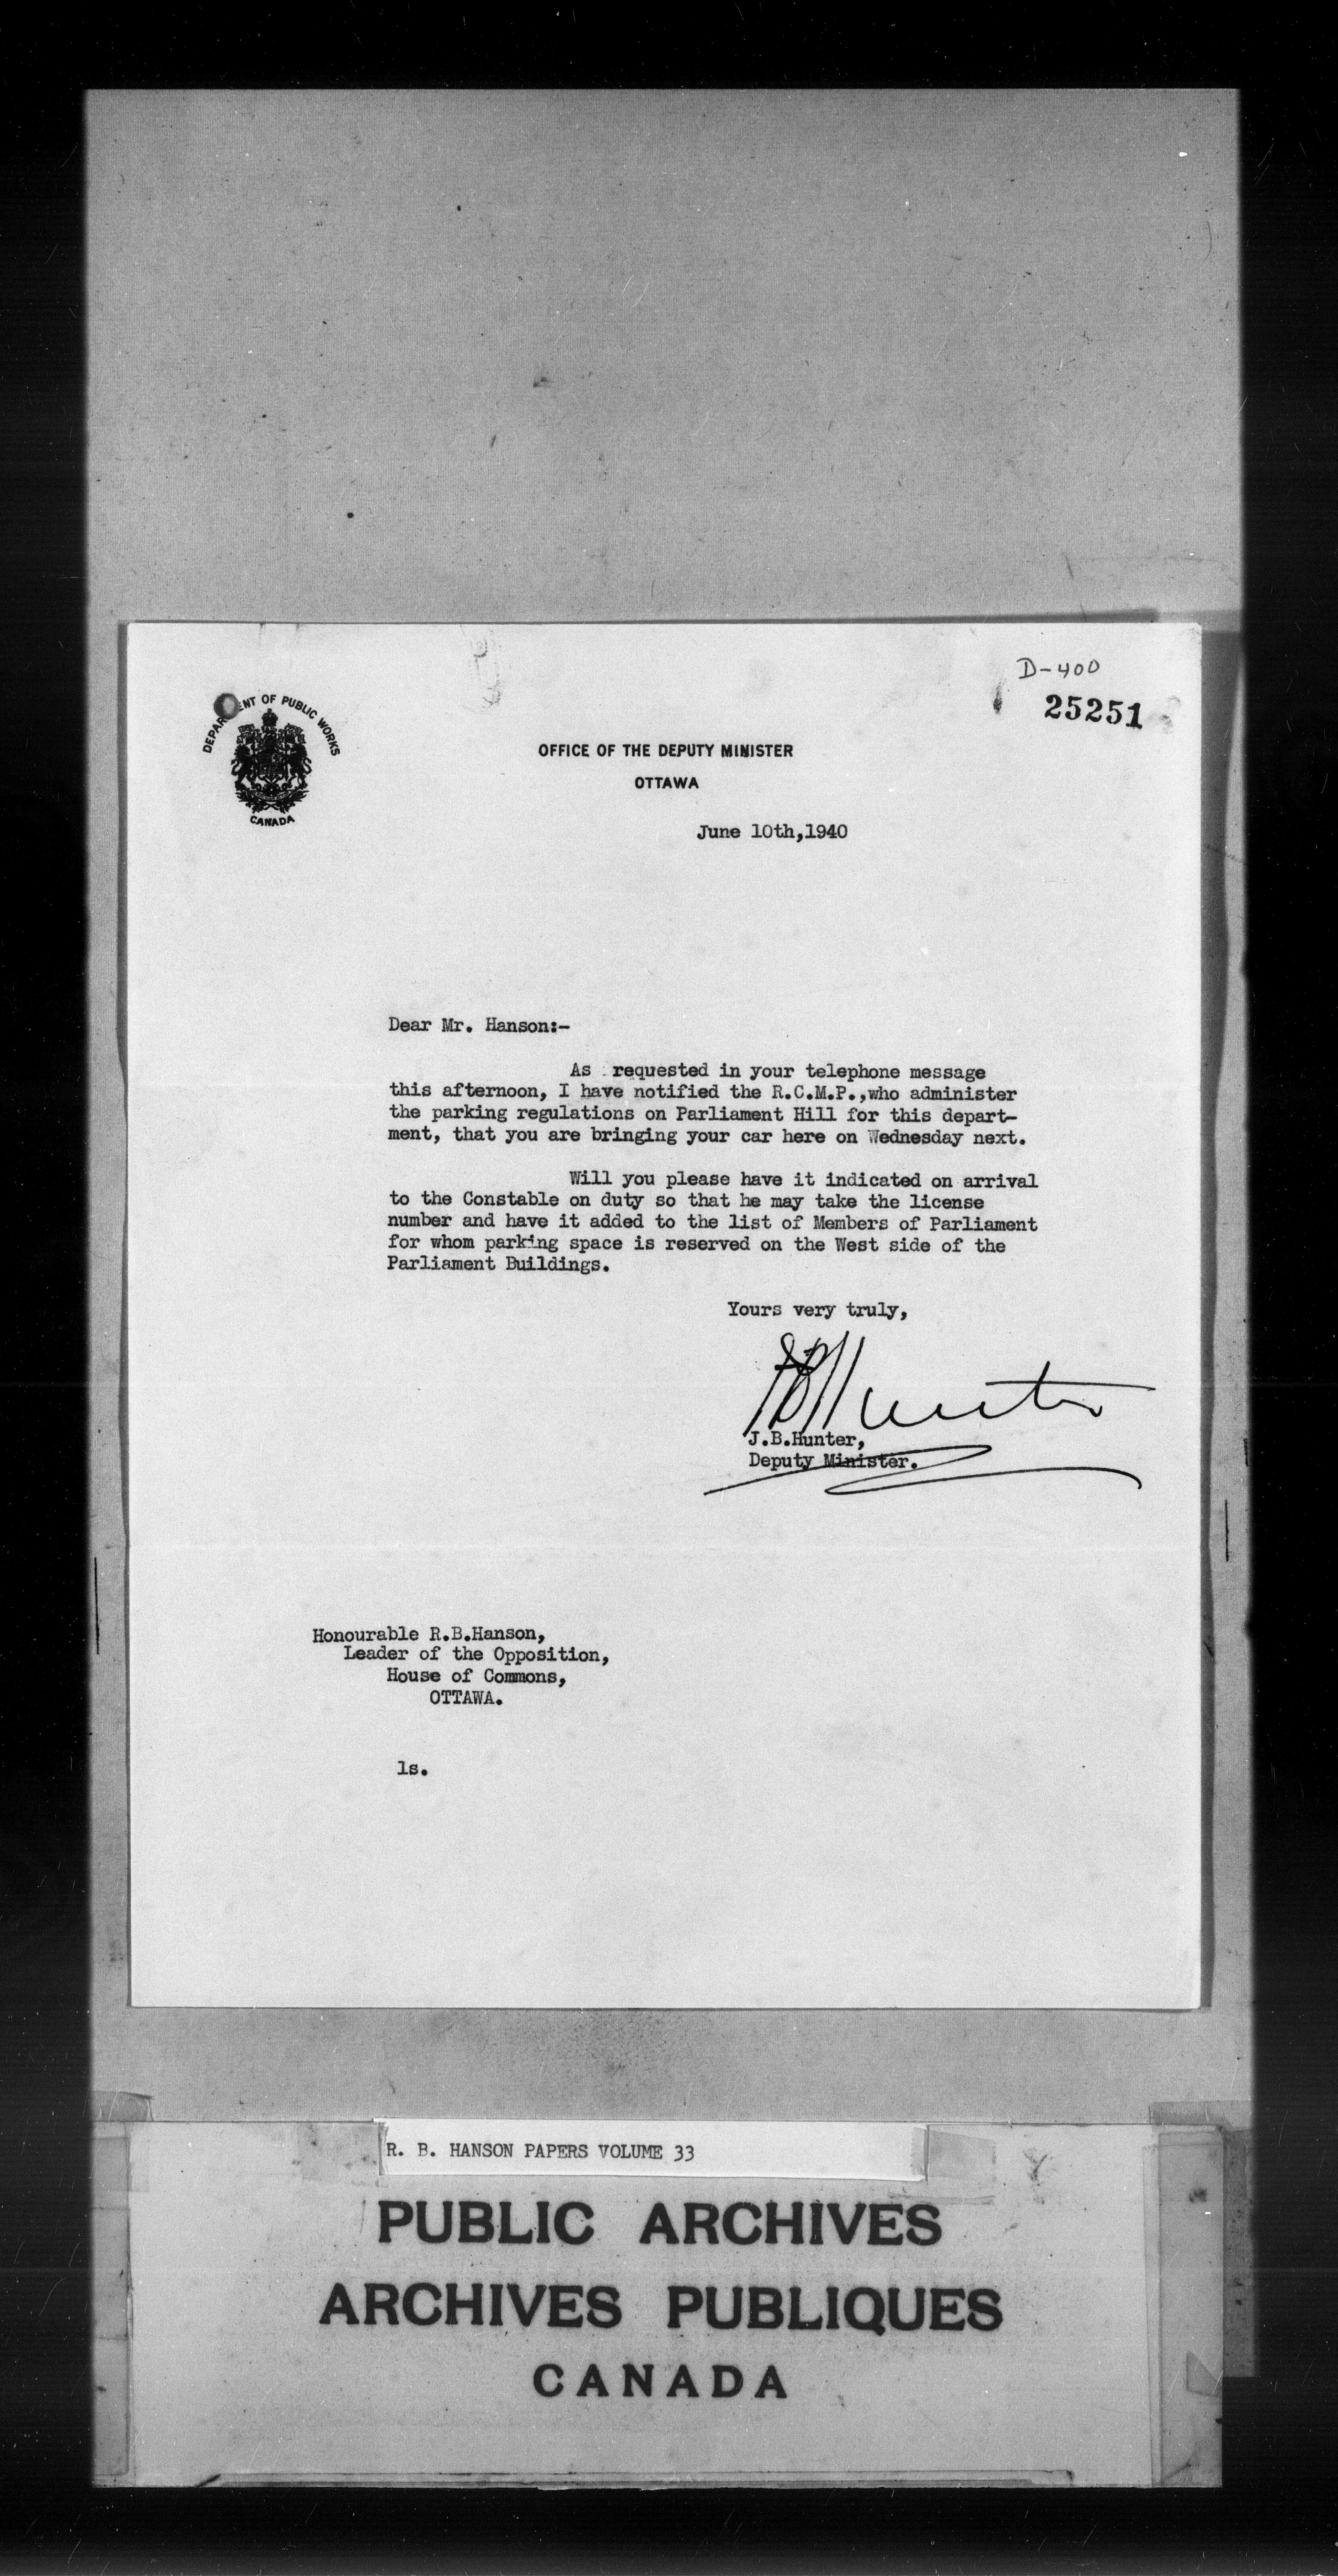 D-400
25251
DEPARTMENT OF PUBLIC WORKS
CANADA
OFFICE OF THE DEPUTY MINISTER
OTTAWA
June 10th,1940
Dear Mr. Hanson:-
As requested in your telephone message
this afternoon, I have notified the R.C.M.P.,who administer
the parking regulations on Parliament Hill for this depart-
ment, that you are bringing your car here on Wednesday next.
Will you please have it indicated on arrival
to the Constable on duty so that he may take the license
number and have it added to the list of Members of Parliament
for whom parking space is reserved on the West side of the
Parliament Buildings.
Yours very truly,
JBHunter
J.B.Hunter,
Deputy Minister.
Honourable R.B.Hanson,
Leader of the Opposition,
House of Commons,
OTTAWA.
ls.
R. B. HANSON PAPERS VOLUME 33
PUBLIC ARCHIVES
ARCHIVES PUBLIQUES
CANADA